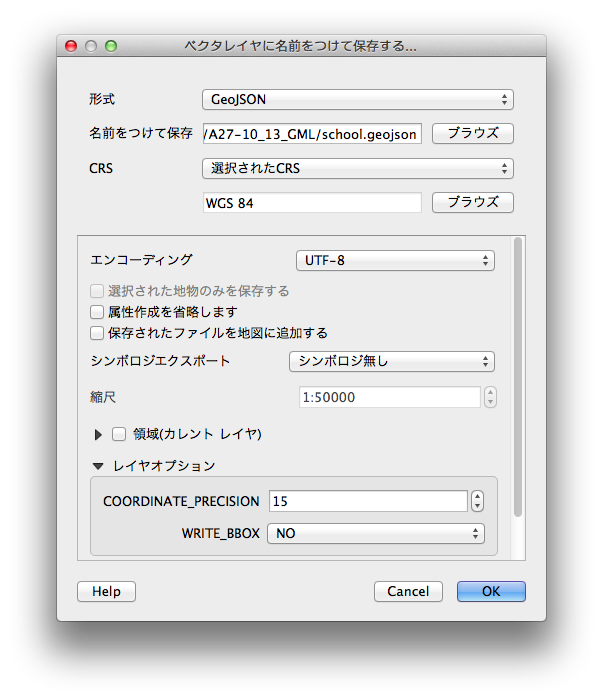 ベクタレイヤに名前をつけて保存する...
形式 GeoJSON
名前をつけて保存 /A27-10_13_GML/school.geojson ブラウズ
CRS 選択されたCRS
WGS 84 ブラウズ
エンコーディング UTF-8
選択された地物のみを保存する
属性作成を省略します
保存されたファイルを地図に追加する
シンボロジエクスポート シンボロジ無し
縮尺 1:50000
領域(カレント レイヤ)
レイヤオプション
COORDINATE_PRECISION 15
WRITE_BBOX NO
Help Cancel OK